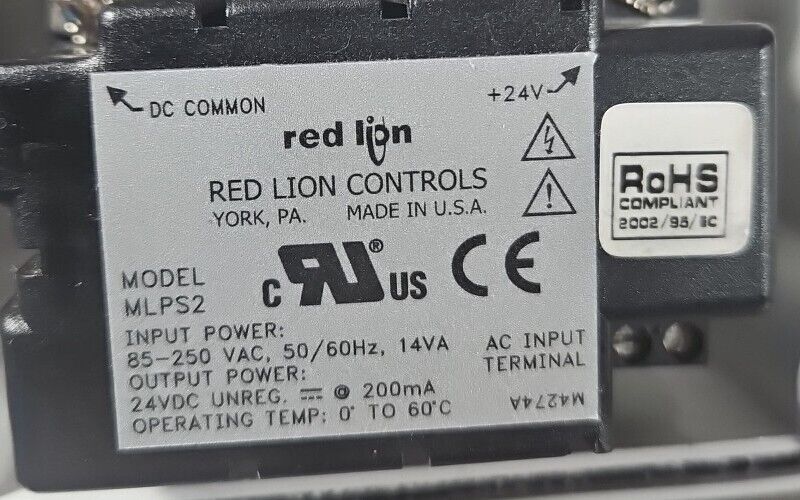 DC COMMON
+24V
red lion
RED LION CONTROLS
YORK, PA. MADE IN U.S.A.
RoHS
COMPLIANT
2002/95/EC
c RU® US CE
MODEL
MLPS2
INPUT POWER:
85-250 VAC, 50/60Hz, 14VA
OUTPUT POWER:
24VDC UNREG. ⎓ @ 200mA
OPERATING TEMP: 0° TO 60°C
AC INPUT
TERMINAL
M4274A